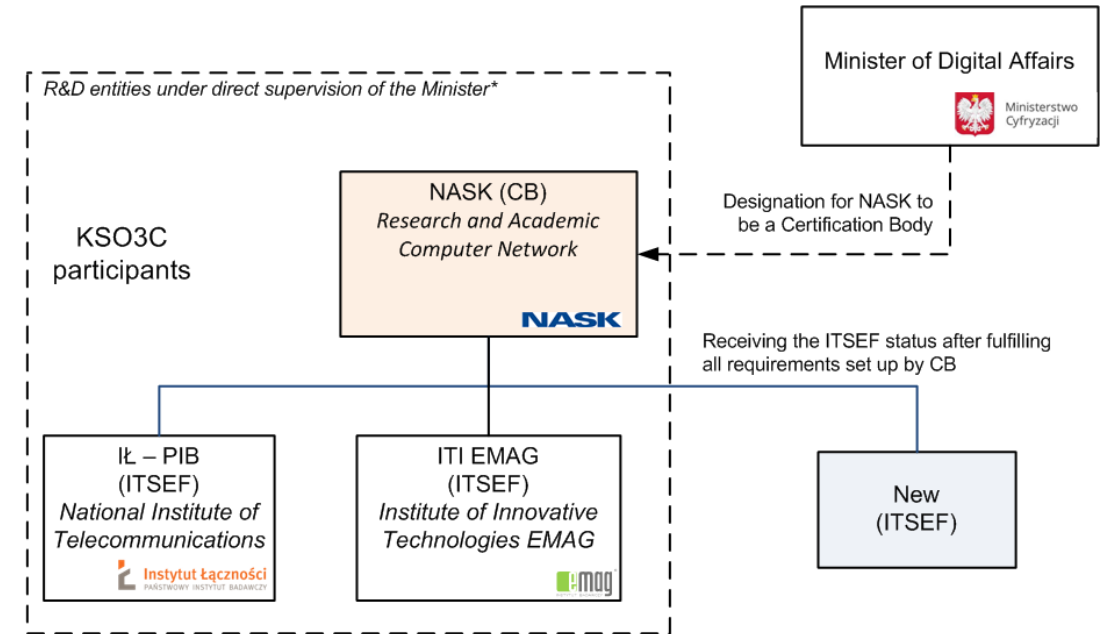 Minister of Digital Affairs
Ministerstwo
Cyfryzacji
R&D entities under direct supervision of the Minister*
KSO3C
participants
NASK (CB)
Research and Academic
Computer Network
NASK
Designation for NASK to
be a Certification Body
Receiving the ITSEF status after fulfilling
all requirements set up by CB
IŁ – PIB
(ITSEF)
National Institute of
Telecommunications
Instytut Łączności
PAŃSTWOWY INSTYTUT BADAWCZY
ITI EMAG
(ITSEF)
Institute of Innovative
Technologies EMAG
emag
INSTYTUT BADAWCZY
New
(ITSEF)